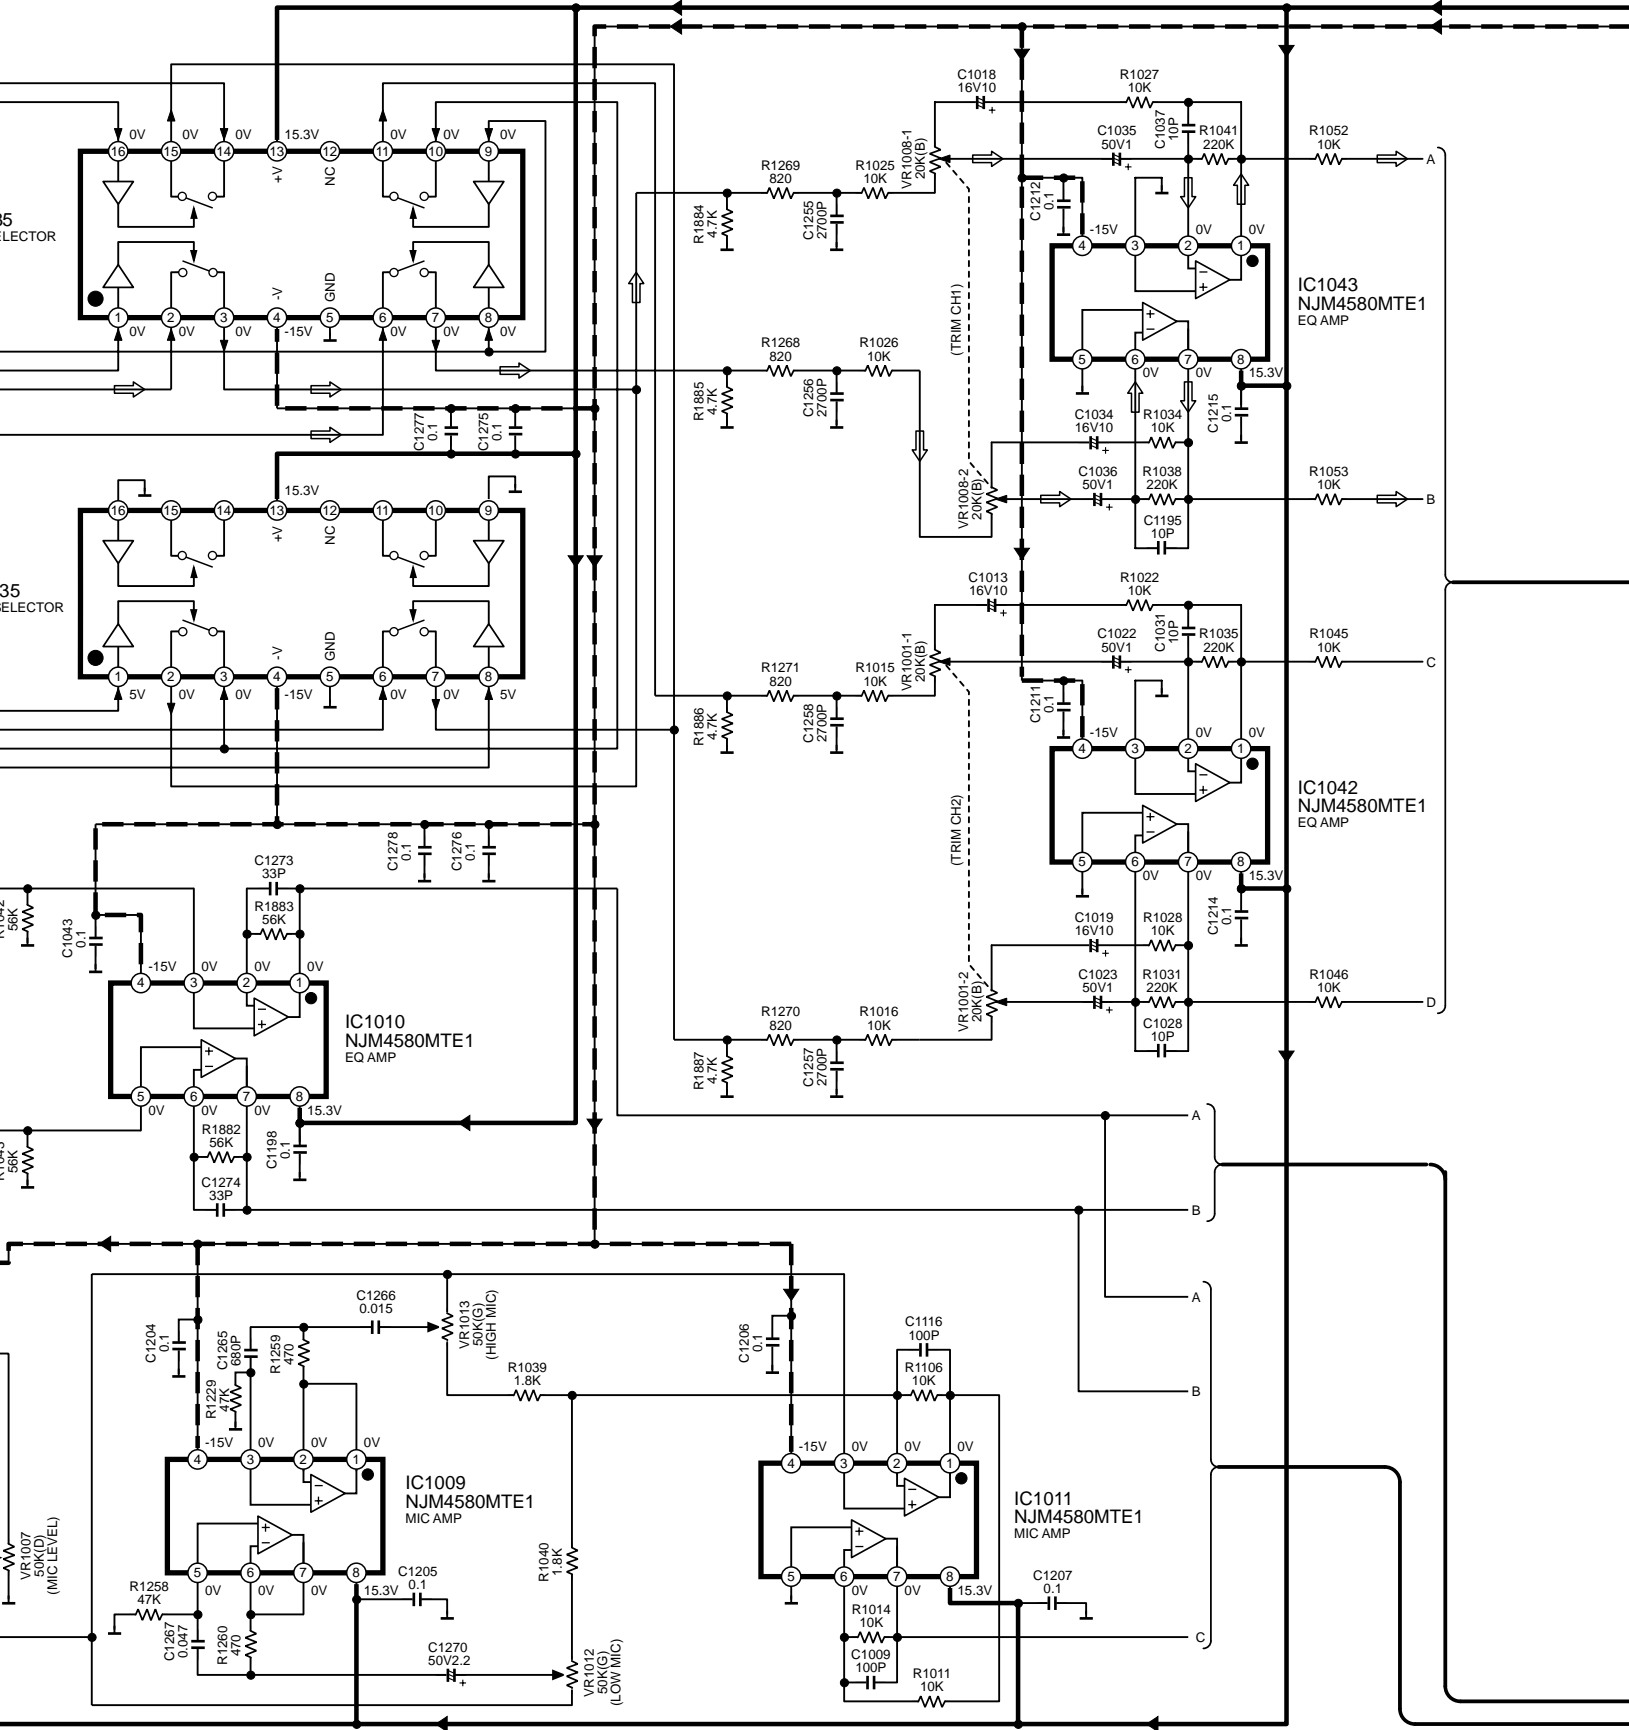 C1018
16V10
+
R1027
10K
C1037
10P
0V
0V
0V
15.3V
0V
0V
0V
C1035
50V1
+
R1041
220K
R1052
10K
A
16
15
14
13
12
11
10
9
+V
NC
R1269
820
R1025
10K
VR1008-1
20K(B)
C1212
0.1
35
ELECTOR
R1884
4.7K
C1255
2700P
-15V
0V
0V
4
3
2
1
IC1043
NJM4580MTE1
EQ AMP
-V
GND
1
2
3
4
5
6
7
8
0V
0V
0V
-15V
0V
0V
0V
(TRIM CH1)
5
6
7
8
0V
0V
15.3V
R1268
820
R1026
10K
R1885
4.7K
C1256
2700P
C1277
0.1
C1275
0.1
C1034
16V10
+
R1034
10K
C1215
0.1
C1036
50V1
+
R1038
220K
R1053
10K
B
VR1008-2
20K(B)
C1195
10P
15.3V
16
15
14
13
12
11
10
9
+V
NC
C1013
16V10
+
R1022
10K
C1031
10P
35
SELECTOR
C1022
50V1
+
R1035
220K
R1045
10K
C
-V
GND
R1271
820
R1015
10K
VR1001-1
20K(B)
C1211
0.1
1
2
3
4
5
6
7
8
5V
0V
0V
-15V
0V
0V
5V
R1886
4.7K
C1258
2700P
-15V
0V
0V
4
3
2
1
IC1042
NJM4580MTE1
EQ AMP
(TRIM CH2)
5
6
7
8
0V
0V
15.3V
C1278
0.1
C1276
0.1
C1273
33P
R1883
56K
56K
C1043
0.1
C1019
16V10
+
R1028
10K
C1214
0.1
-15V
0V
0V
0V
4
3
2
1
C1023
50V1
+
R1031
220K
R1046
10K
D
VR1001-2
20K(B)
C1028
10P
IC1010
NJM4580MTE1
EQ AMP
R1270
820
R1016
10K
R1887
4.7K
C1257
2700P
5
6
7
8
0V
0V
0V
15.3V
R1882
56K
C1198
0.1
56K
C1274
33P
A
B
A
B
C1204
0.1
C1265
680P
R1259
470
C1266
0.015
VR1013
50K(G)
(HIGH MIC)
R1229
47K
R1039
1.8K
C1206
0.1
C1116
100P
R1106
10K
-15V
0V
0V
0V
4
3
2
1
-15V
0V
0V
0V
4
3
2
1
IC1009
NJM4580MTE1
MIC AMP
IC1011
NJM4580MTE1
MIC AMP
VR1007
50K(D)
(MIC LEVEL)
5
6
7
8
0V
0V
0V
15.3V
R1258
47K
C1205
0.1
R1040
1.8K
5
6
7
8
0V
0V
15.3V
C1207
0.1
C1267
0.047
R1260
470
C1270
50V2.2
+
VR1012
50K(G)
(LOW MIC)
R1014
10K
C
C1009
100P
R1011
10K